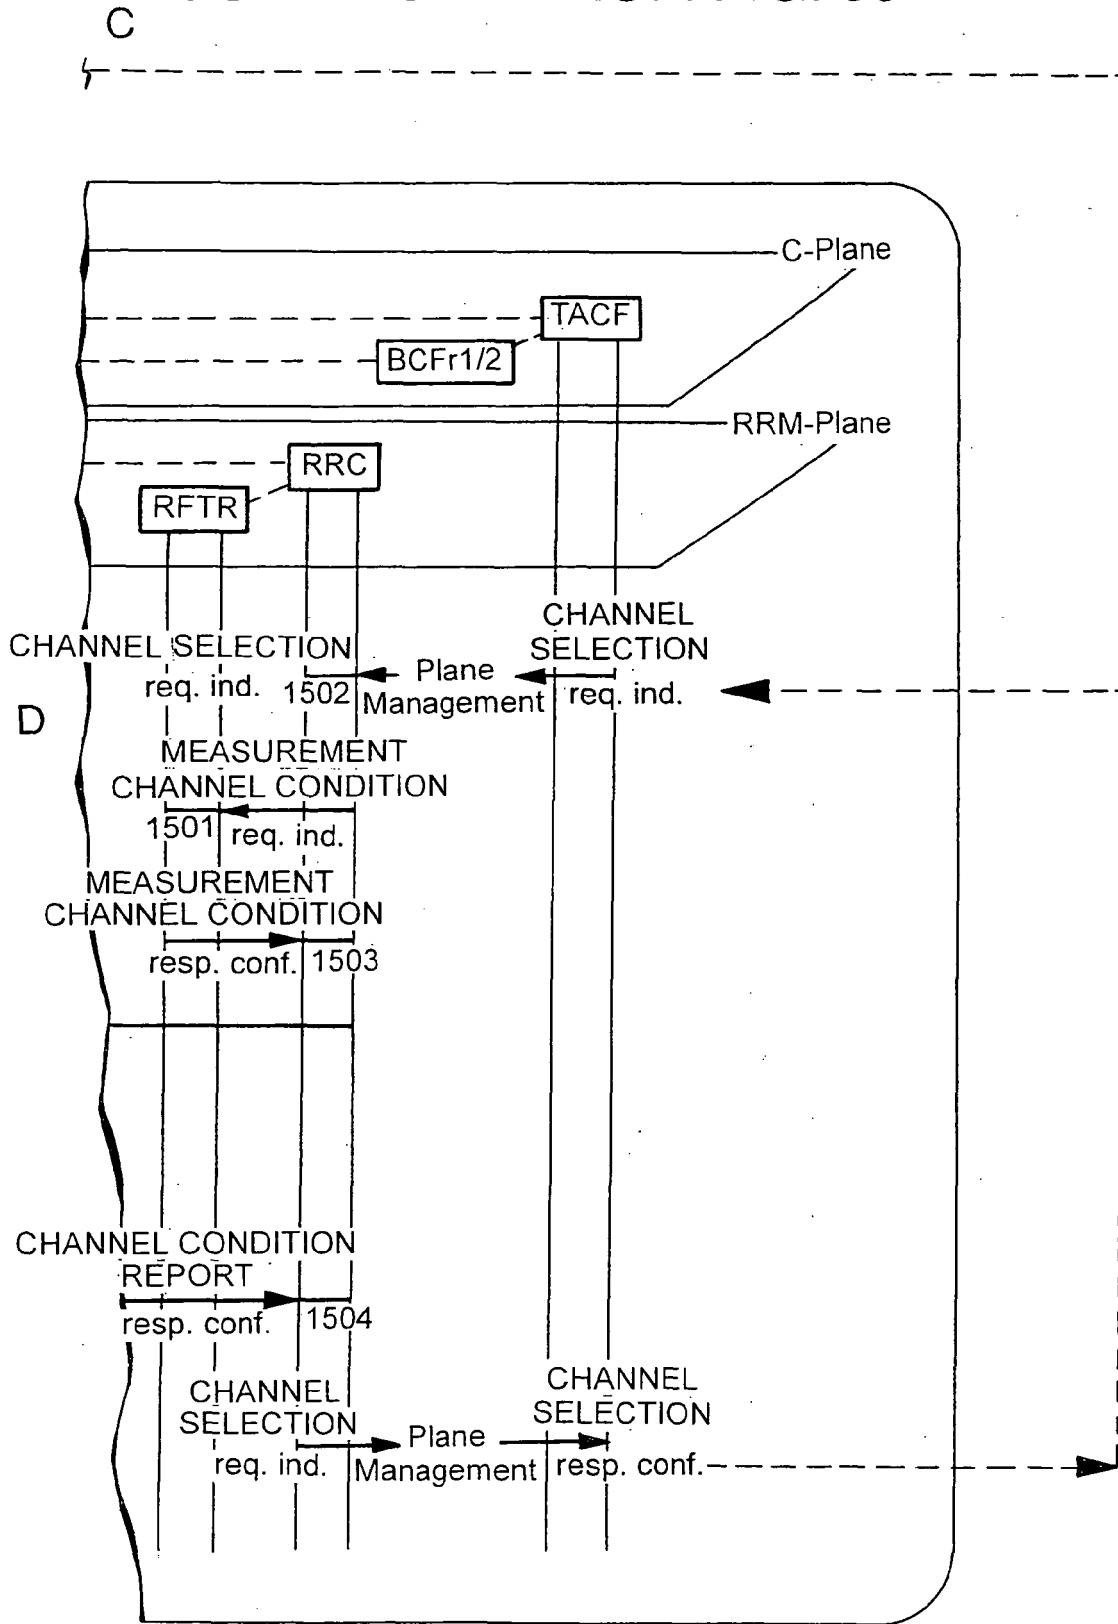 C
C-Plane
TACF
BCFr1/2
RRM-Plane
RRC
RFTR
CHANNEL
CHANNEL SELECTION
SELECTION
Plane
req. ind.
1502
Management
req. ind.
D
MEASUREMENT
CHANNEL CONDITION
1501
req. ind.
MEASUREMENT
CHANNEL CONDITION
resp. conf.
1503
CHANNEL CONDITION
REPORT
resp. conf.
1504
CHANNEL
SELECTION
CHANNEL
SELECTION
Plane
req. ind.
Management
resp. conf.